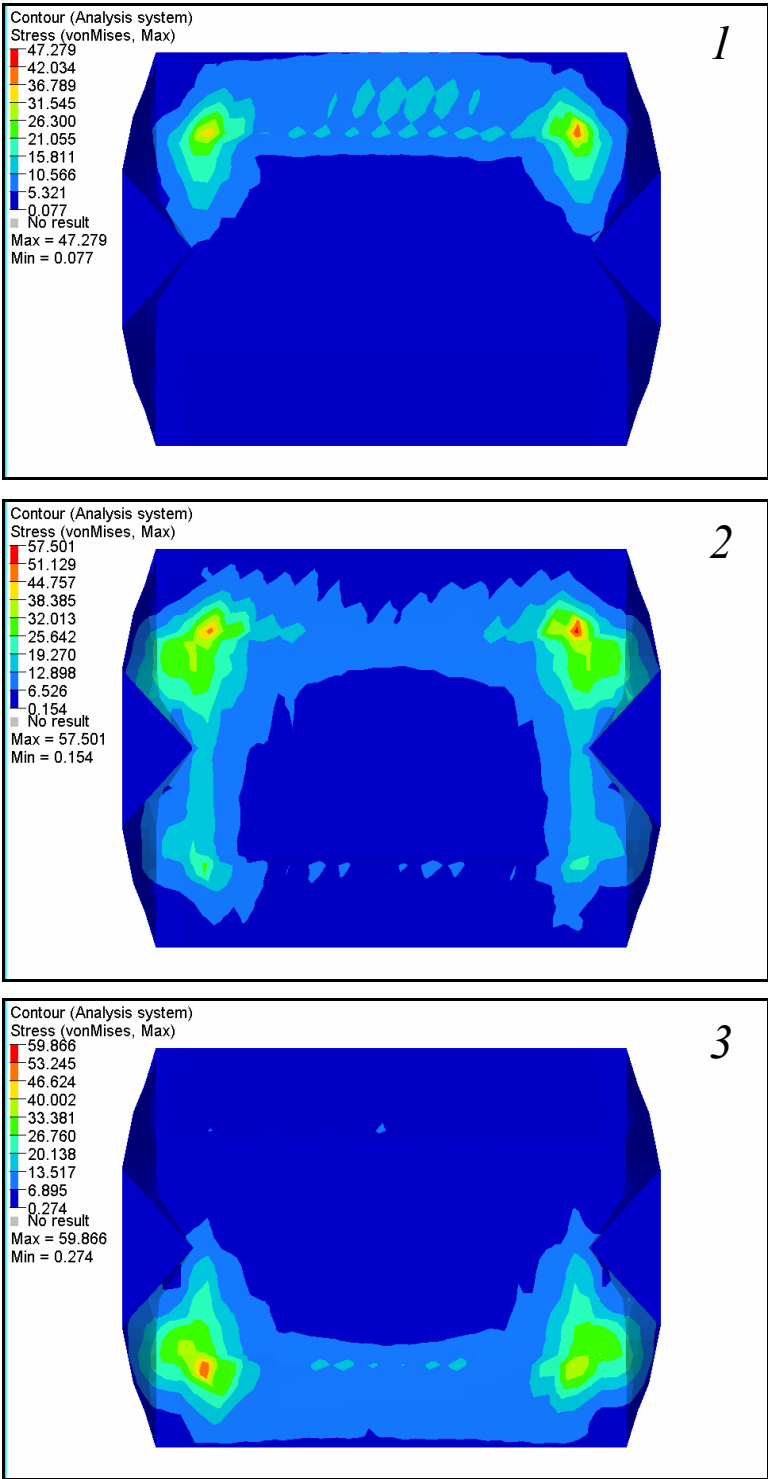 Contour (Analysis system)
Stress (vonMises, Max)
47.279
42.034
36.789
31.545
26.300
21.055
15.811
10.566
5.321
0.077
No result
Max = 47.279
Min = 0.077
1
Contour (Analysis system)
Stress (vonMises, Max)
57.501
51.129
44.757
38.385
32.013
25.642
19.270
12.898
6.526
0.154
No result
Max = 57.501
Min = 0.154
2
Contour (Analysis system)
Stress (vonMises, Max)
59.866
53.245
46.624
40.002
33.381
26.760
20.138
13.517
6.895
0.274
No result
Max = 59.866
Min = 0.274
3